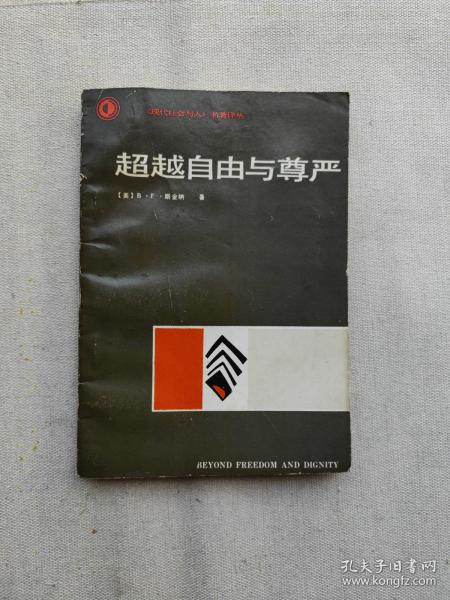 《现代社会与人》名著译丛
超越自由与尊严
[美] B·F·斯金纳 著
BEYOND FREEDOM AND DIGNITY
孔夫子旧书网
www.kongfz.com